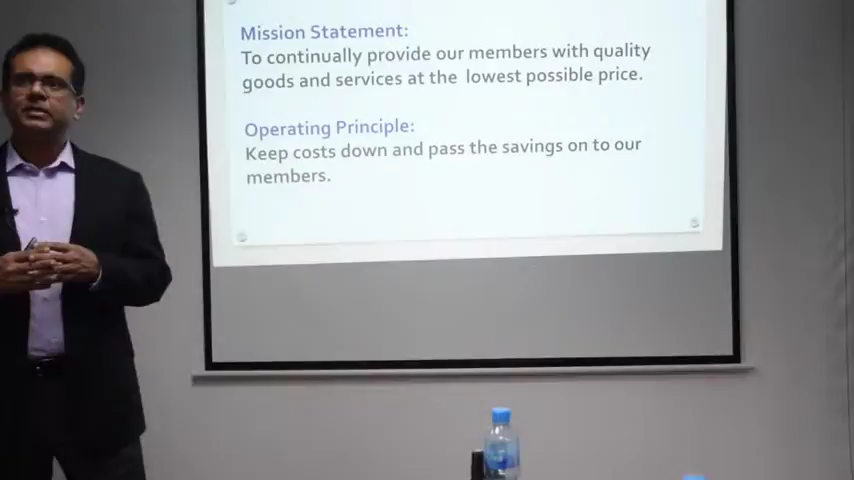 Mission Statement:
To continually provide our members with quality
goods and services at the lowest possible price.
Operating Principle:
Keep costs down and pass the savings on to our
members.